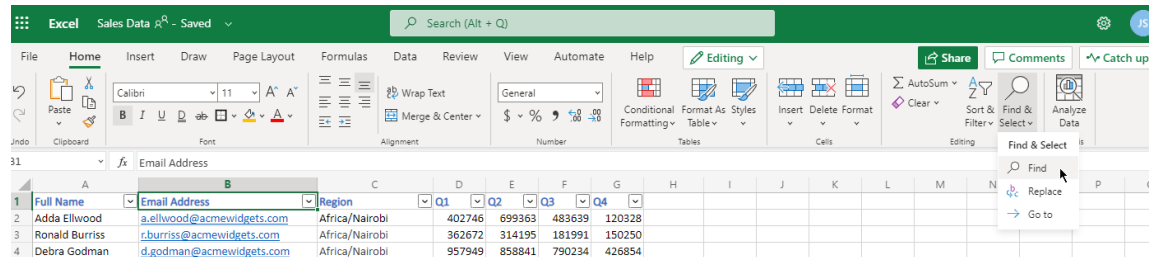 Excel Sales Data - Saved Search (Alt + Q) JS
File Home Insert Draw Page Layout Formulas Data Review View Automate Help Editing Share Comments Catch up
Calibri 11 A^ A˅ Wrap Text General AutoSum
Paste B I U D ab A Merge & Center $ % 9 Conditional Format As Styles Insert Delete Format Clear Sort & Find & Analyze
Formatting Table Filter Select Data
Undo Clipboard Font Alignment Number Tables Cells Editing
Find & Select
B1 fx Email Address
Find
A B C D E F G H I J K L M N P
Replace
1 Full Name Email Address Region Q1 Q2 Q3 Q4
Go to
2 Adda Ellwood a.ellwood@acmewidgets.com Africa/Nairobi 402746 699363 483639 120328
3 Ronald Burriss r.burriss@acmewidgets.com Africa/Nairobi 362672 314195 181991 150250
4 Debra Godman d.godman@acmewidgets.com Africa/Nairobi 957949 858841 790234 426854